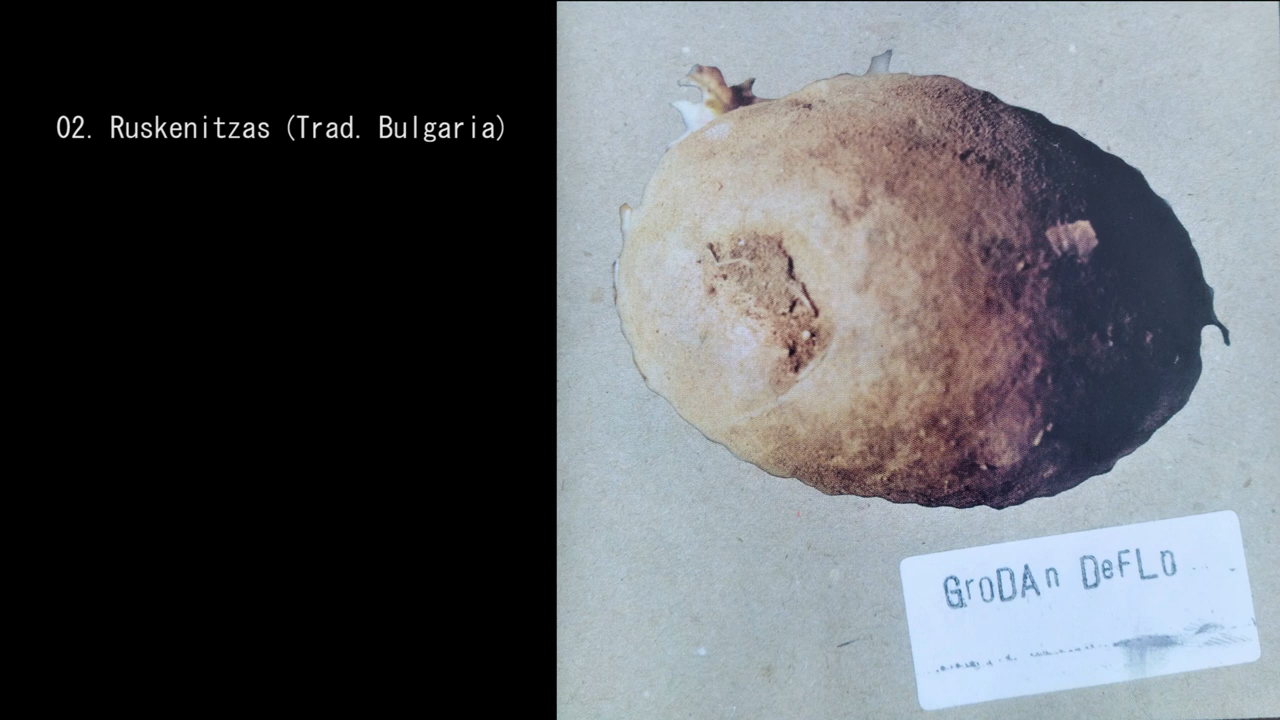 02. Ruskenitzas (Trad. Bulgaria)
GroDAn DeFLo